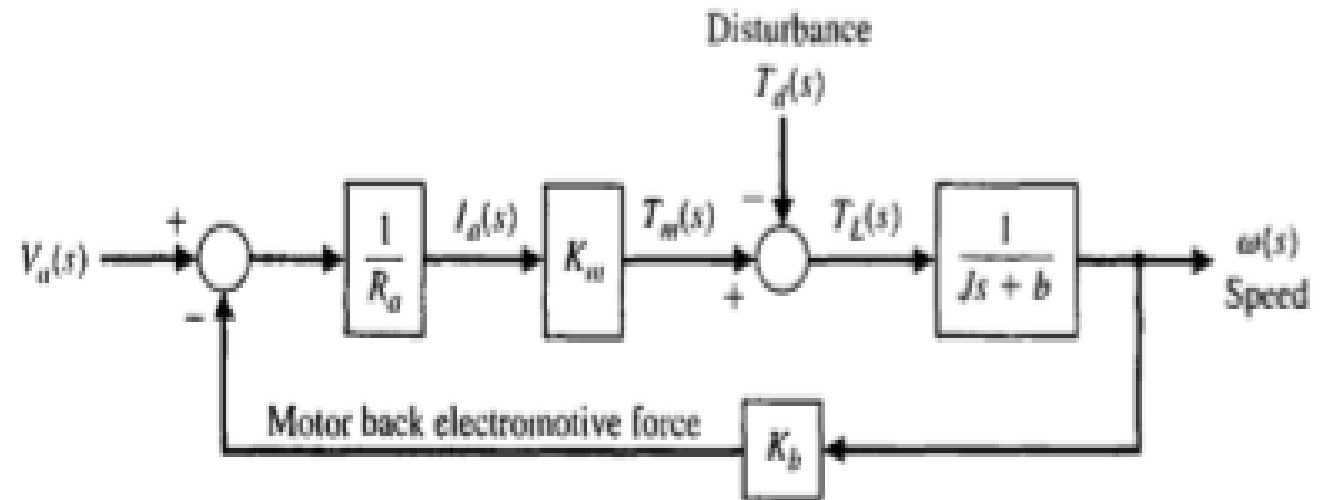 Disturbance
T_d(s)
V_a(s)
+
−
1
R_a
I_a(s)
K_m
T_m(s)
−
+
T_L(s)
1
Js + b
ω(s)
Speed
Motor back electromotive force
K_b